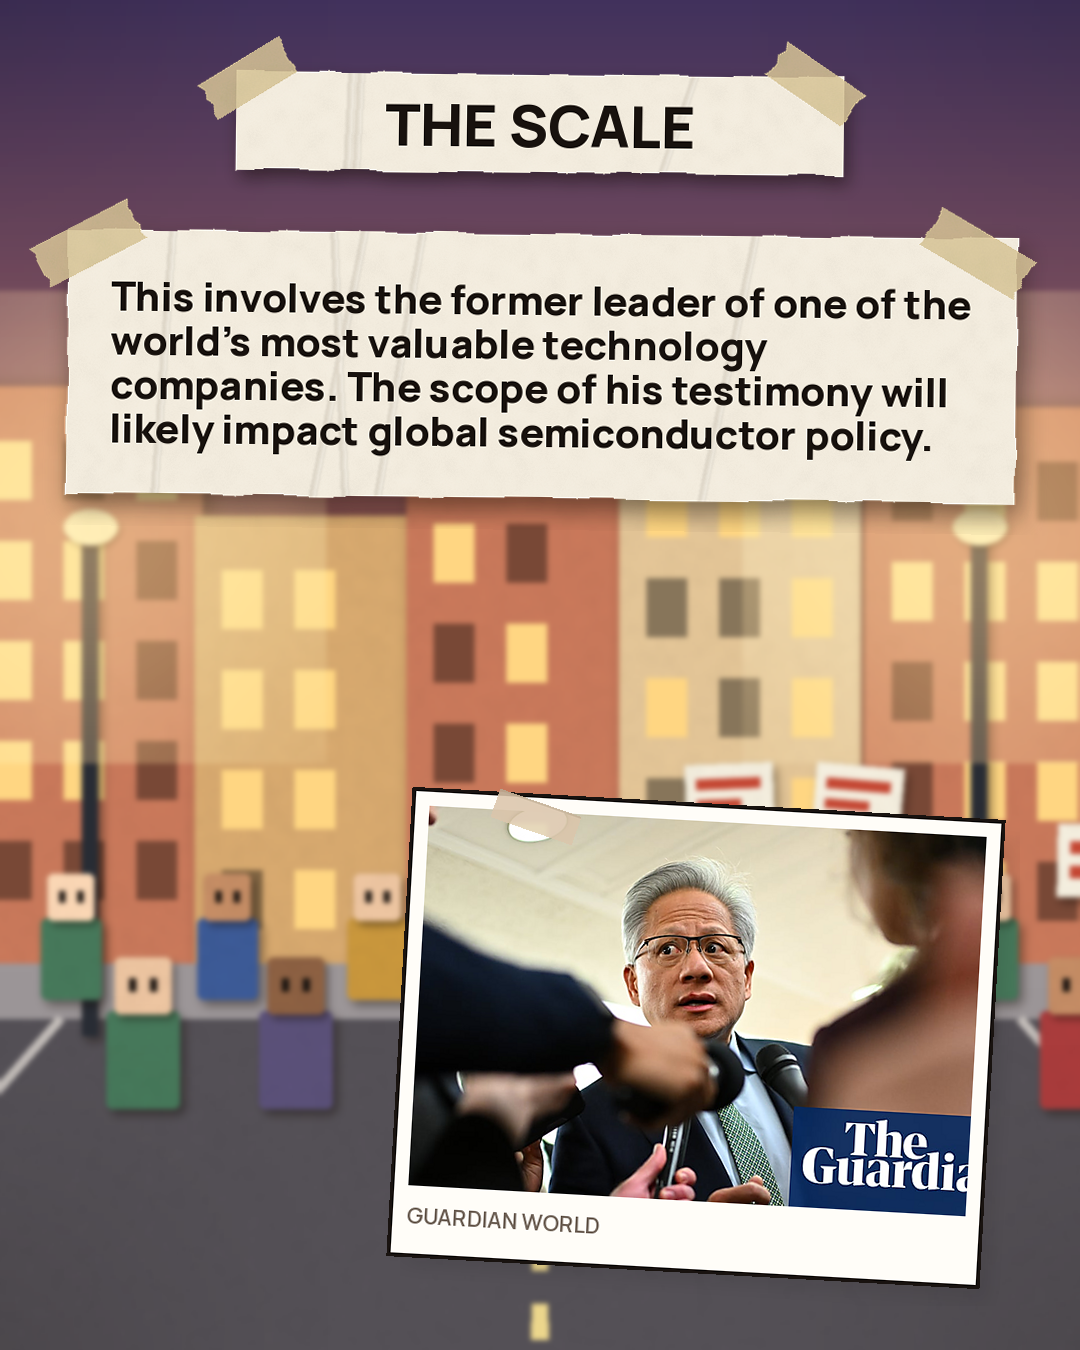 THE SCALE
This involves the former leader of one of the
world's most valuable technology
companies. The scope of his testimony will
likely impact global semiconductor policy.
The
Guardia
GUARDIAN WORLD